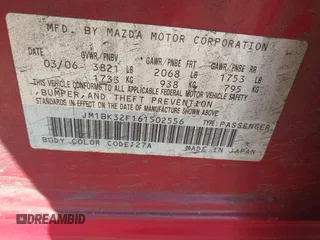 MFD. BY MAZDA MOTOR CORPORATION
GVWR/PNBV GAWR/PNBE FR GAWR/PNBE RR
03/06 3821 LB 2068 LB 1753 LB
1733 KG 938 KG 795 KG
THIS VEHICLE CONFORMS TO ALL APPLICABLE
FEDERAL MOTOR VEHICLE SAFETY,
BUMPER, AND THEFT PREVENTION
STANDARDS IN EFFECT ON THE DATE OF
MANUFACTURE SHOWN ABOVE.
JM1BK32F161502556 TYPE:PASSENGER
BODY COLOR CODE/27A MADE IN JAPAN
DREAMBID